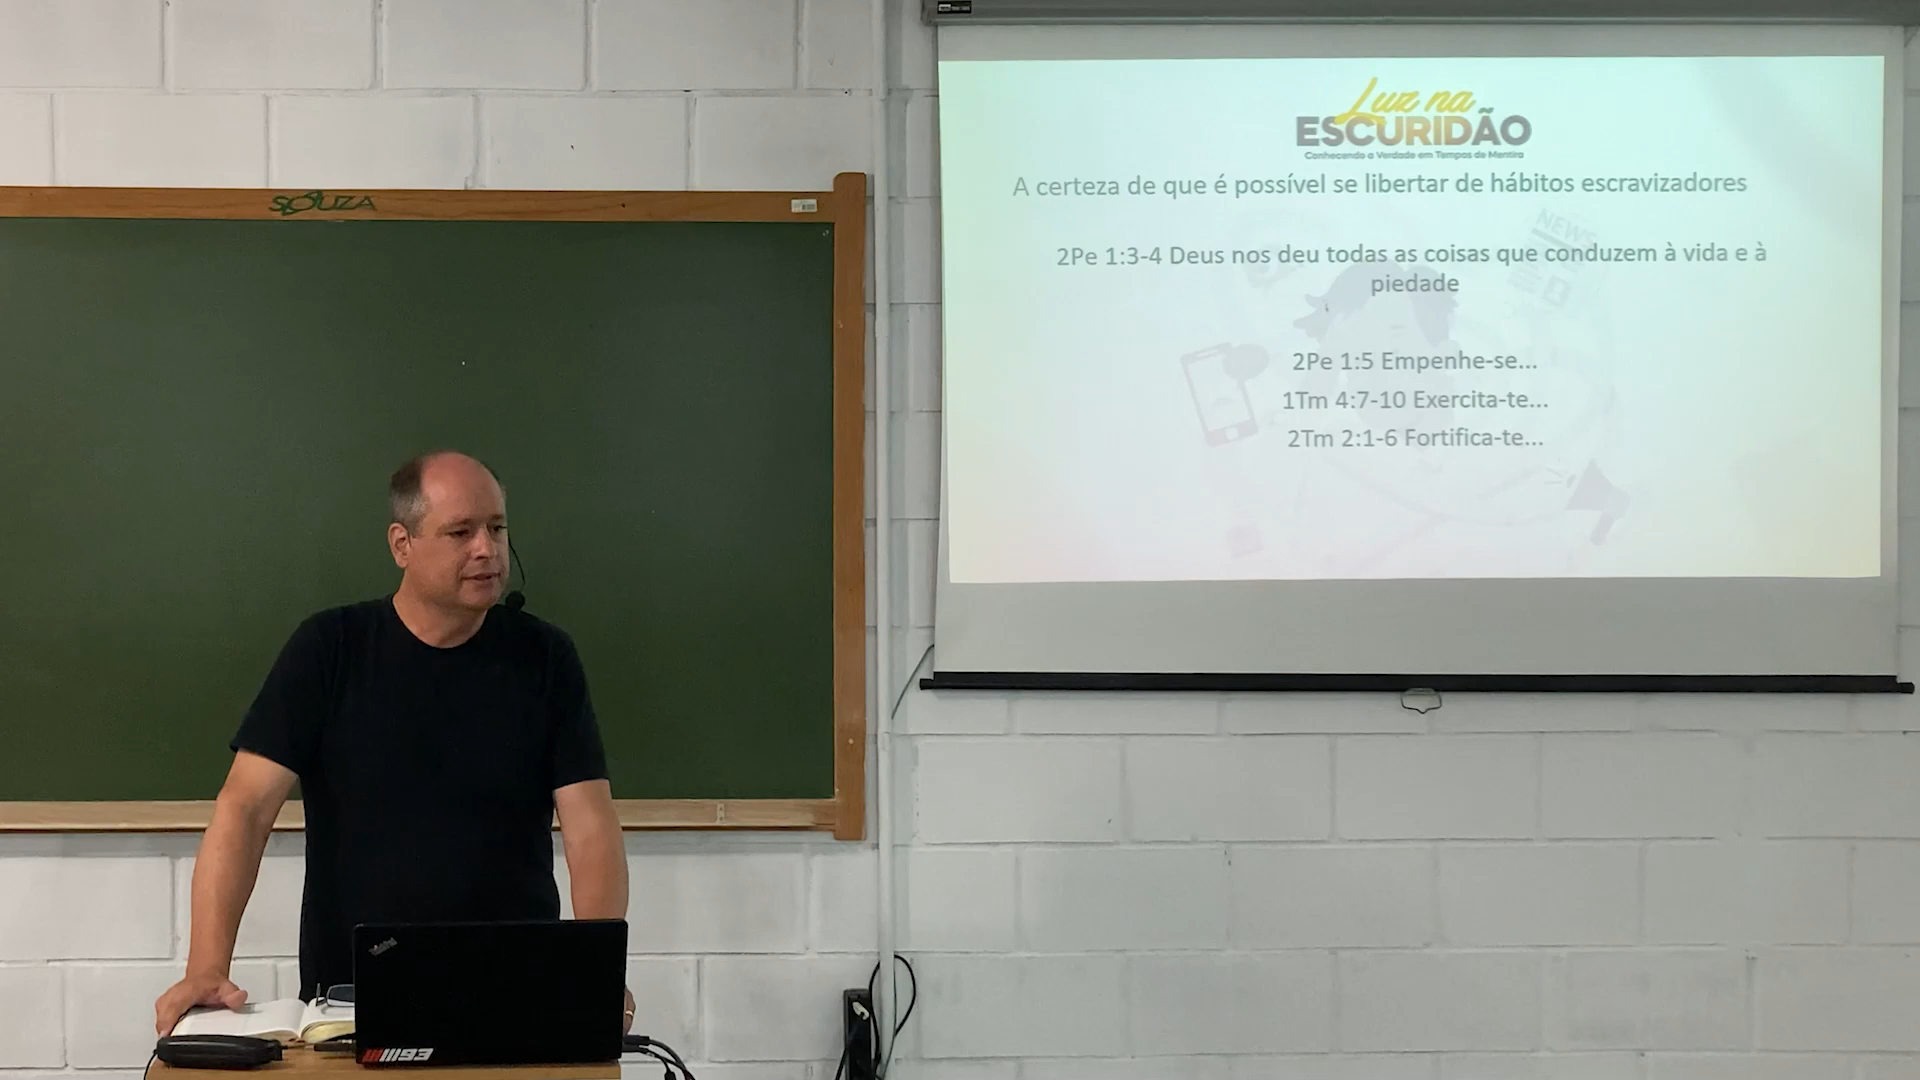 Luz na
ESCURIDÃO
Conhecendo a Verdade em Tempos de Mentira
A certeza de que é possível se libertar de hábitos escravizadores
NEWS
2Pe 1:3-4 Deus nos deu todas as coisas que conduzem à vida e à
piedade
2Pe 1:5 Empenhe-se...
1Tm 4:7-10 Exercita-te...
2Tm 2:1-6 Fortifica-te...
SOUZA